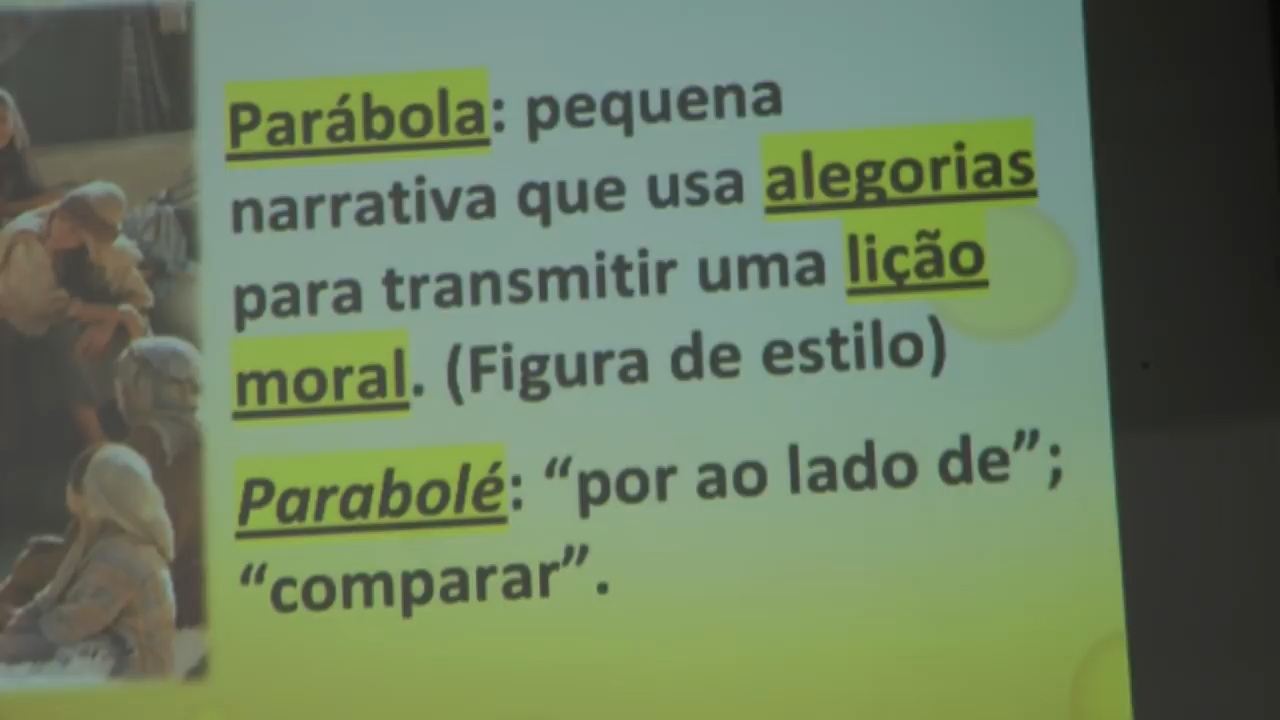 Parábola: pequena
narrativa que usa alegorias
para transmitir uma lição
moral. (Figura de estilo)
Parabolé: “por ao lado de”;
“comparar”.